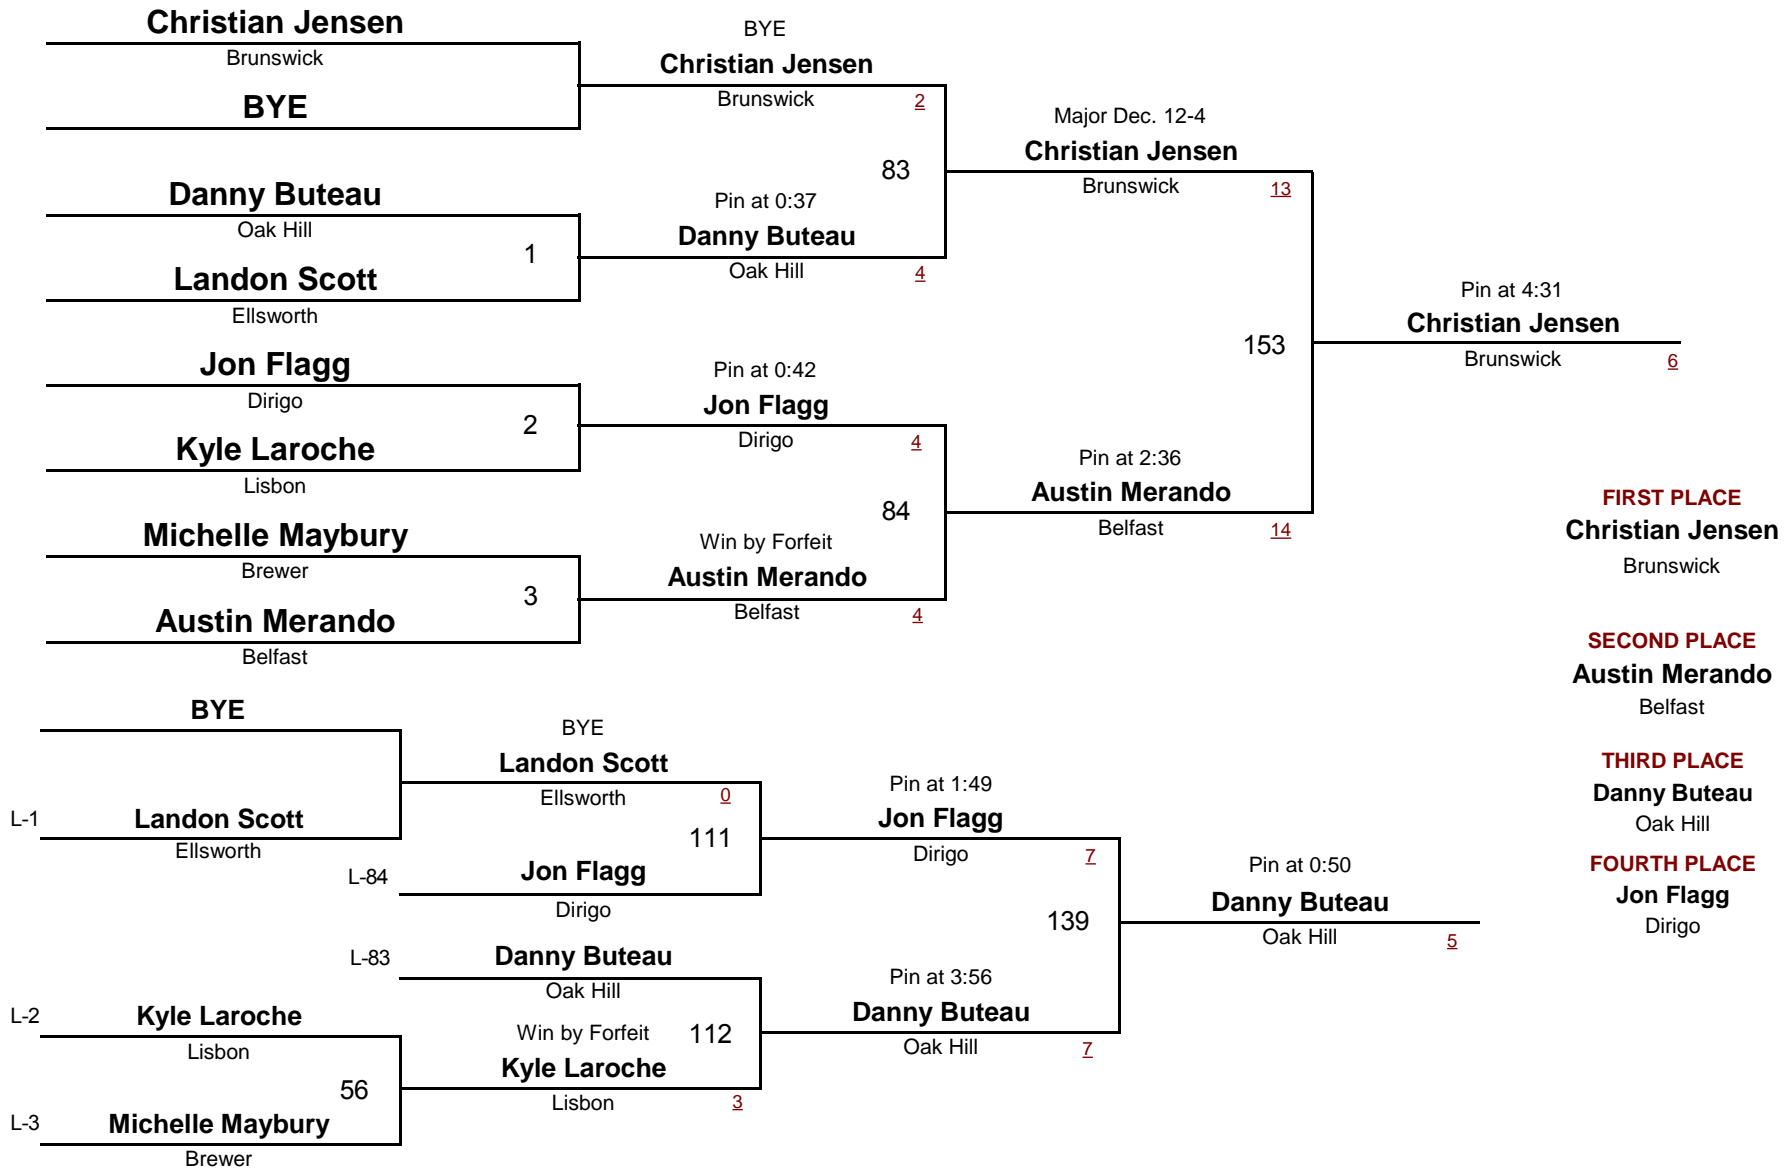 Christian Jensen
Brunswick
BYE
Danny Buteau
Oak Hill
1
Landon Scott
Ellsworth
Jon Flagg
Dirigo
2
Kyle Laroche
Lisbon
Michelle Maybury
Brewer
3
Austin Merando
Belfast
BYE
Christian Jensen
Brunswick
2
83
Pin at 0:37
Danny Buteau
Oak Hill
4
Pin at 0:42
Jon Flagg
Dirigo
4
84
Win by Forfeit
Austin Merando
Belfast
4
Major Dec. 12-4
Christian Jensen
Brunswick
13
153
Pin at 2:36
Austin Merando
Belfast
14
Pin at 4:31
Christian Jensen
Brunswick
6
FIRST PLACE
Christian Jensen
Brunswick
SECOND PLACE
Austin Merando
Belfast
THIRD PLACE
Danny Buteau
Oak Hill
FOURTH PLACE
Jon Flagg
Dirigo
BYE
L-1
Landon Scott
Ellsworth
L-2
Kyle Laroche
Lisbon
56
L-3
Michelle Maybury
Brewer
BYE
Landon Scott
Ellsworth
0
111
L-84
Jon Flagg
Dirigo
L-83
Danny Buteau
Oak Hill
112
Win by Forfeit
Kyle Laroche
Lisbon
3
Pin at 1:49
Jon Flagg
Dirigo
7
139
Pin at 3:56
Danny Buteau
Oak Hill
7
Pin at 0:50
Danny Buteau
Oak Hill
5